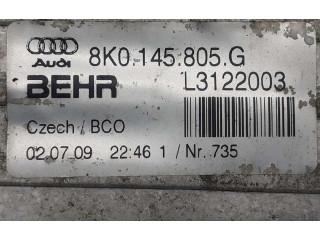 Audi 8K0.145.805.G
BEHR L3122003
Czech / BCO
02.07.09 22:46 1 / Nr. 735